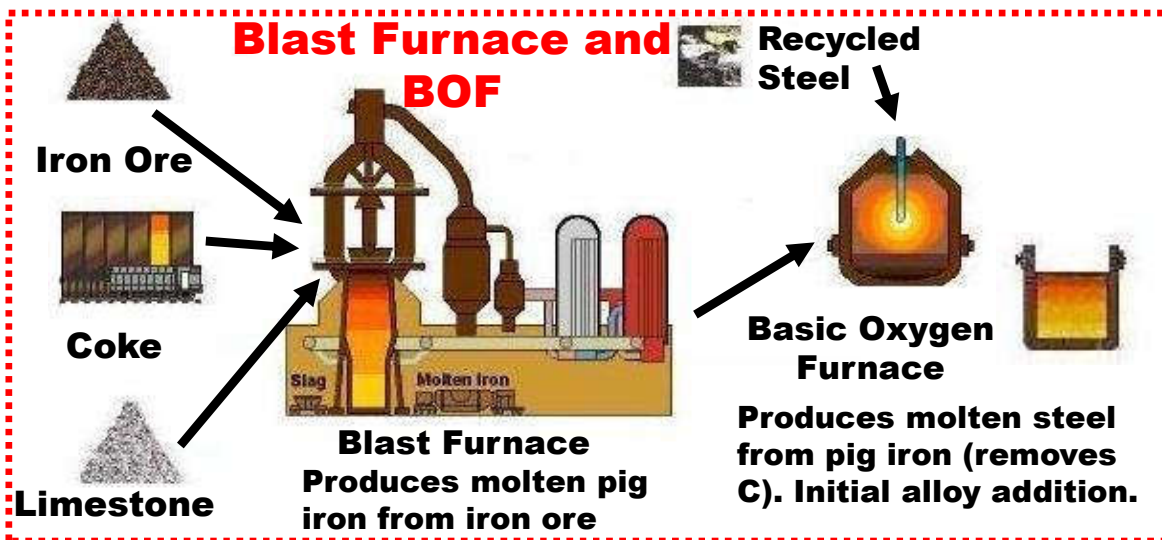 Blast Furnace and
BOF
Recycled
Steel
Iron Ore
Coke
Limestone
Slag
Molten Iron
Blast Furnace
Produces molten pig
iron from iron ore
Basic Oxygen
Furnace
Produces molten steel
from pig iron (removes
C). Initial alloy addition.